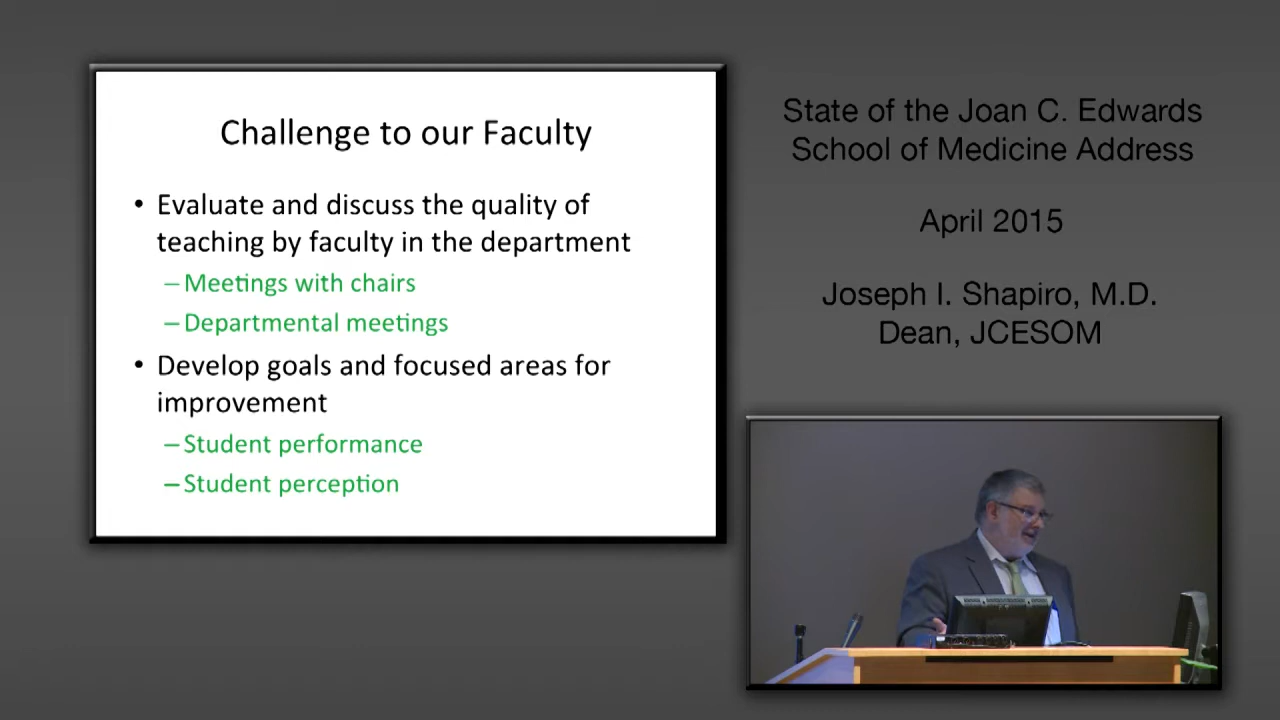 Challenge to our Faculty
• Evaluate and discuss the quality of
teaching by faculty in the department
– Meetings with chairs
– Departmental meetings
• Develop goals and focused areas for
improvement
– Student performance
– Student perception
State of the Joan C. Edwards
School of Medicine Address
April 2015
Joseph I. Shapiro, M.D.
Dean, JCESOM